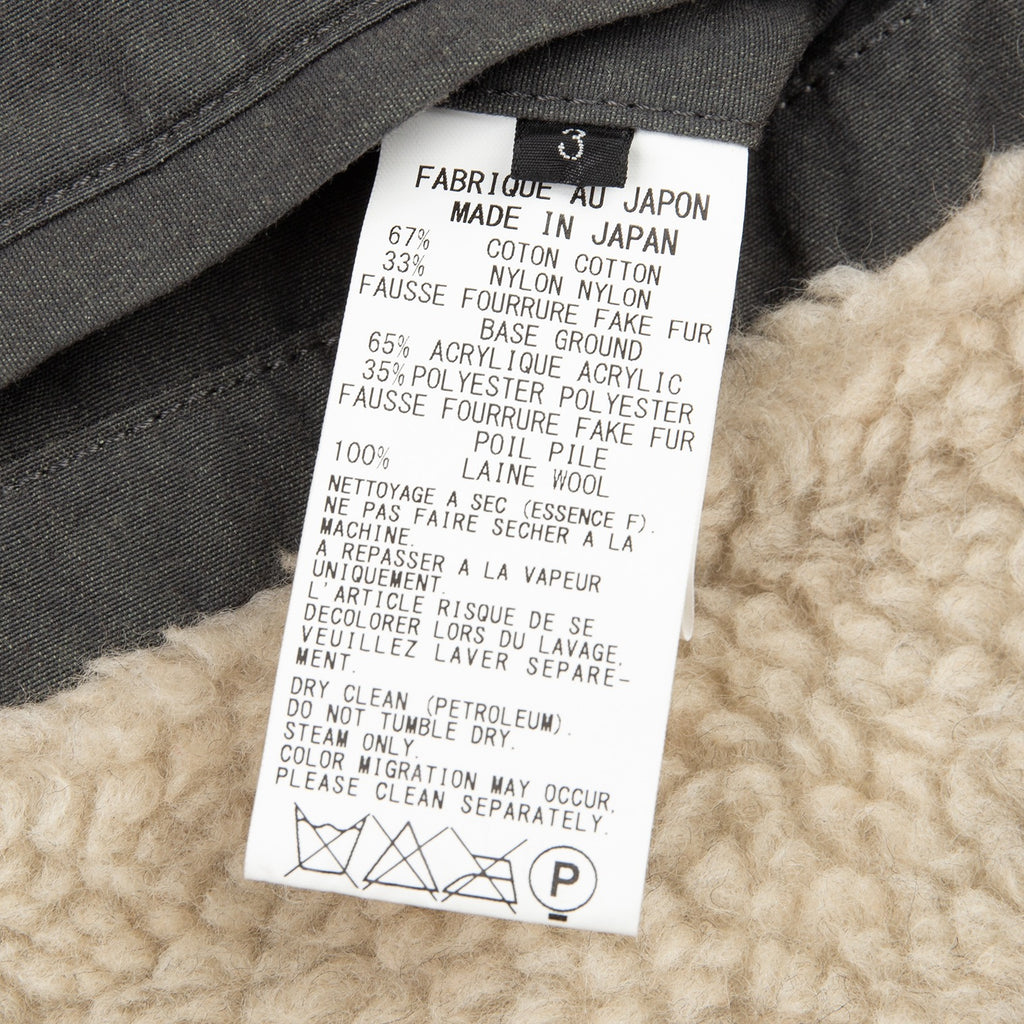 3
FABRIQUE AU JAPON
MADE IN JAPAN
67% COTON COTTON
33% NYLON NYLON
FAUSSE FOURRURE FAKE FUR
BASE GROUND
65% ACRYLIQUE ACRYLIC
35% POLYESTER POLYESTER
FAUSSE FOURRURE FAKE FUR
POIL PILE
100% LAINE WOOL
NETTOYAGE A SEC (ESSENCE F).
NE PAS FAIRE SECHER A LA
MACHINE.
A REPASSER A LA VAPEUR
UNIQUEMENT.
L'ARTICLE RISQUE DE SE
DECOLORER LORS DU LAVAGE.
VEUILLEZ LAVER SEPARE-
MENT.
DRY CLEAN (PETROLEUM).
DO NOT TUMBLE DRY.
STEAM ONLY.
COLOR MIGRATION MAY OCCUR.
PLEASE CLEAN SEPARATELY.
P